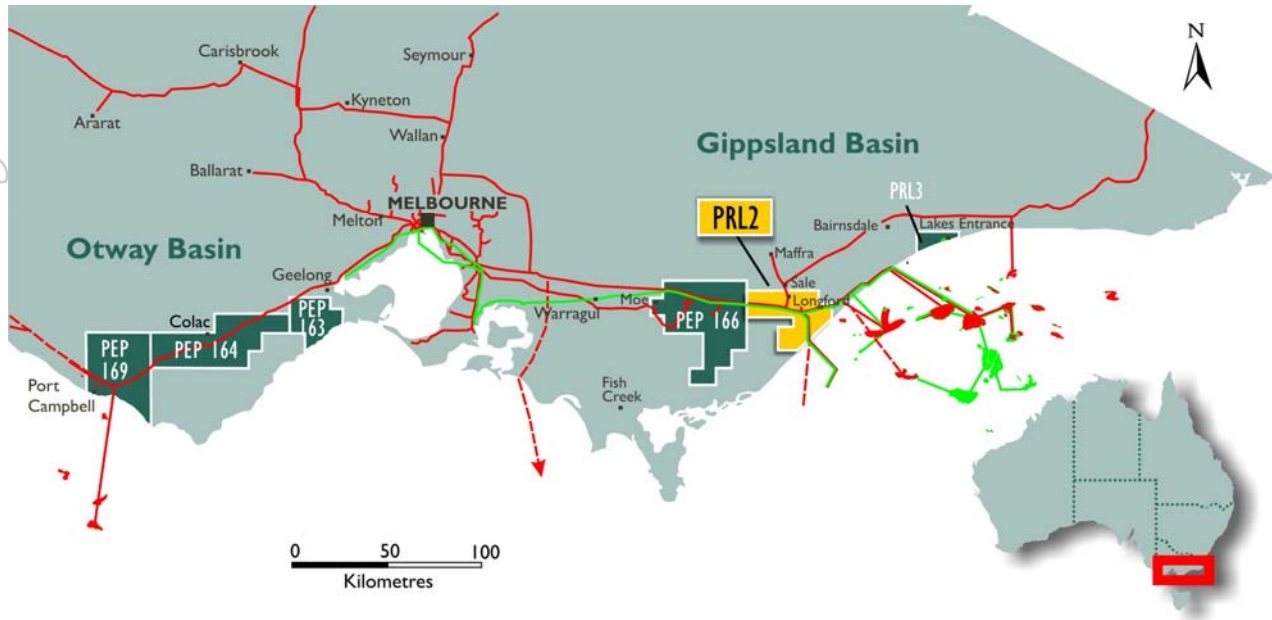 Carisbrook
Seymour
N
Kyneton
Ararat
Wallan
Gippsland Basin
Ballarat
PRL3
MELBOURNE
Melton
PRL2
Bairnsdale
Lakes Entrance
Otway Basin
Maffra
Geelong
Sale
Moe
Longford
PEP
163
Warragul
PEP 166
Colac
PEP 164
PEP
169
Port
Campbell
Fish
Creek
0 50 100
Kilometres